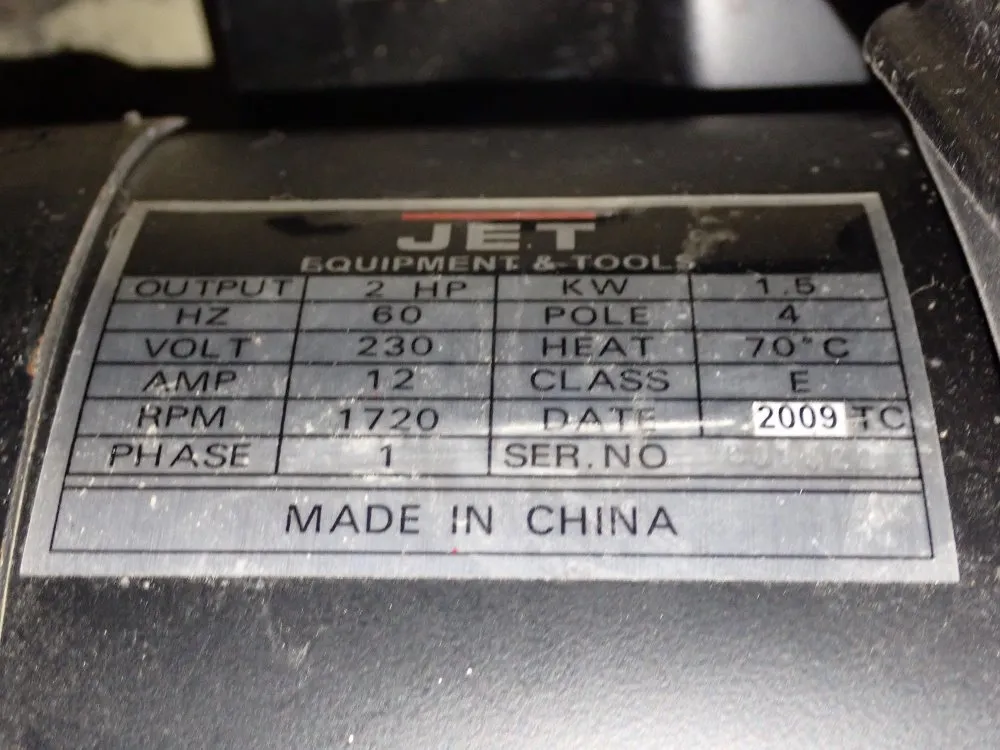 JET
EQUIPMENT & TOOLS
OUTPUT 2 HP KW 1.5
HZ 60 POLE 4
VOLT 230 HEAT 70°C
AMP 12 CLASS E
RPM 1720 DATE 2009 TC
PHASE 1 SER.NO
MADE IN CHINA